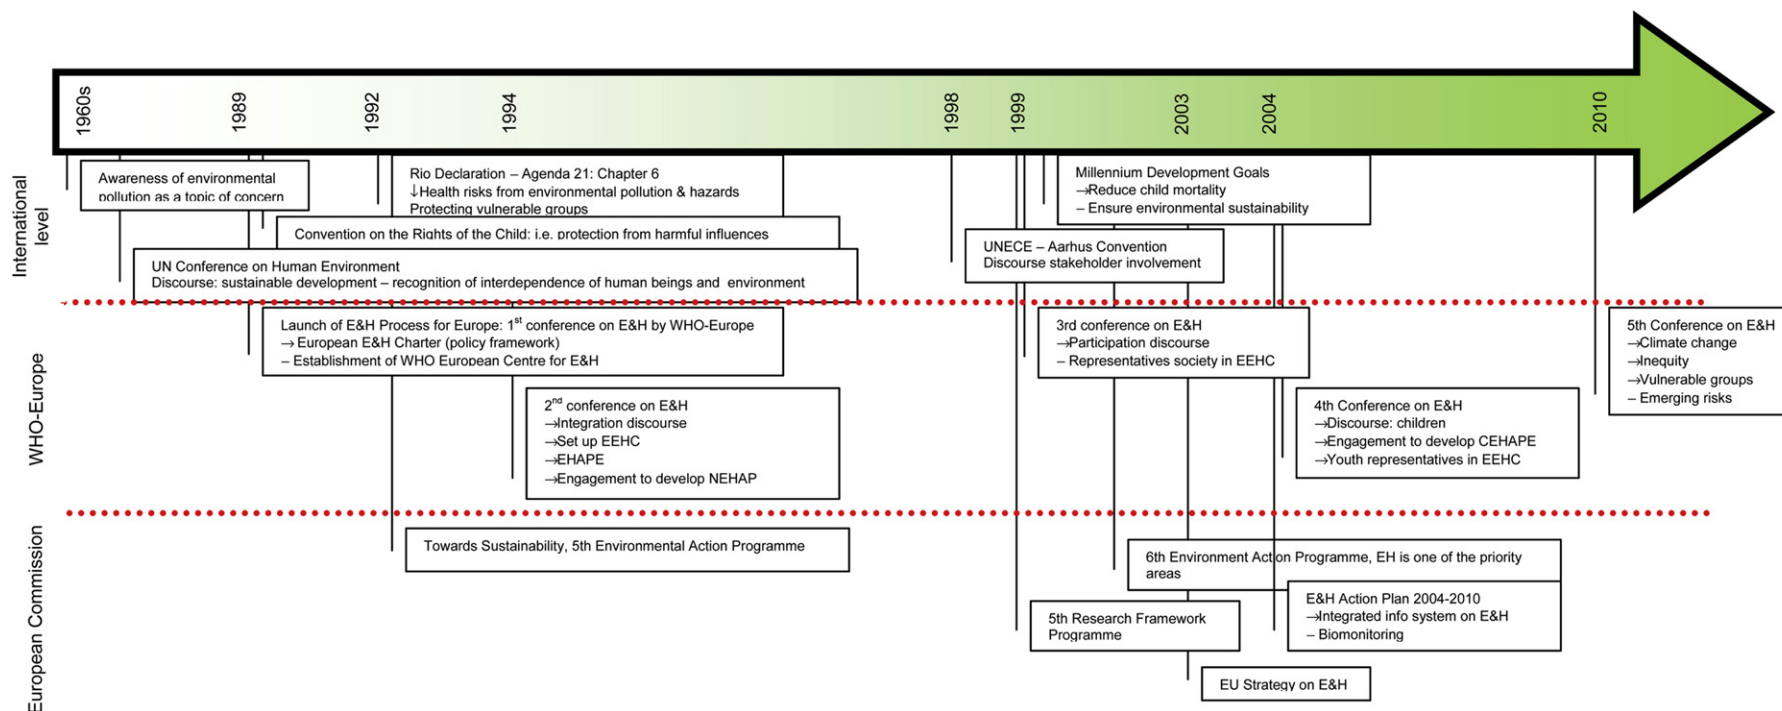 1960s
1989
1992
1994
1998
1999
2003
2004
2010
International
level
Awareness of environmental
pollution as a topic of concern
Rio Declaration – Agenda 21: Chapter 6
↓Health risks from environmental pollution & hazards
Protecting vulnerable groups
Convention on the Rights of the Child: i.e. protection from harmful influences
UN Conference on Human Environment
Discourse: sustainable development – recognition of interdependence of human beings and environment
Millennium Development Goals
→Reduce child mortality
– Ensure environmental sustainability
UNECE – Aarhus Convention
Discourse stakeholder involvement
WHO-Europe
Launch of E&H Process for Europe: 1st conference on E&H by WHO-Europe
→ European E&H Charter (policy framework)
– Establishment of WHO European Centre for E&H
2nd conference on E&H
→Integration discourse
→Set up EEHC
→EHAPE
→Engagement to develop NEHAP
3rd conference on E&H
→Participation discourse
– Representatives society in EEHC
4th Conference on E&H
→Discourse: children
→Engagement to develop CEHAPE
→Youth representatives in EEHC
5th Conference on E&H
→Climate change
→Inequity
→Vulnerable groups
– Emerging risks
European Commission
Towards Sustainability, 5th Environmental Action Programme
6th Environment Action Programme, EH is one of the priority
areas
5th Research Framework
Programme
E&H Action Plan 2004-2010
→Integrated info system on E&H
– Biomonitoring
EU Strategy on E&H